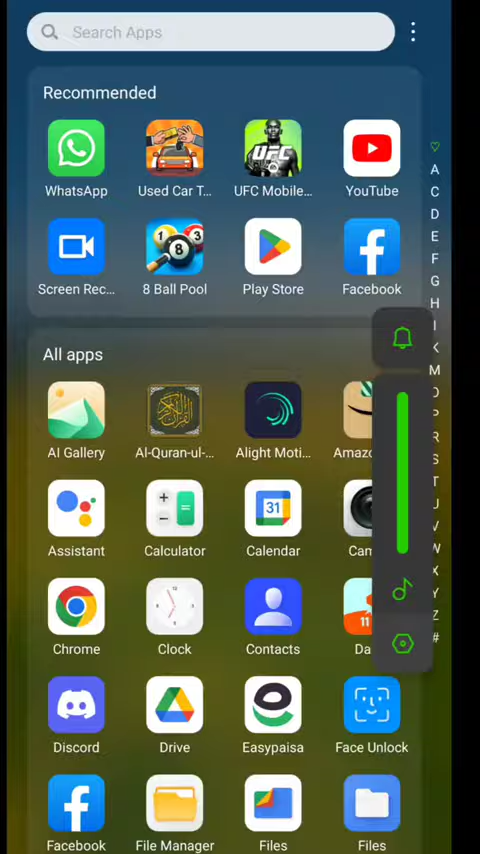 Search Apps
Recommended
WhatsApp Used Car T... UFC Mobile... YouTube
Screen Rec... 8 Ball Pool Play Store Facebook
All apps
AI Gallery Al-Quran-ul-... Alight Moti... Amazo
Assistant Calculator Calendar Cam
Chrome Clock Contacts Da
Discord Drive Easypaisa Face Unlock
Facebook File Manager Files Files
A
C
D
E
F
G
H
I
K
M
O
P
R
S
T
U
V
W
X
Y
Z
#